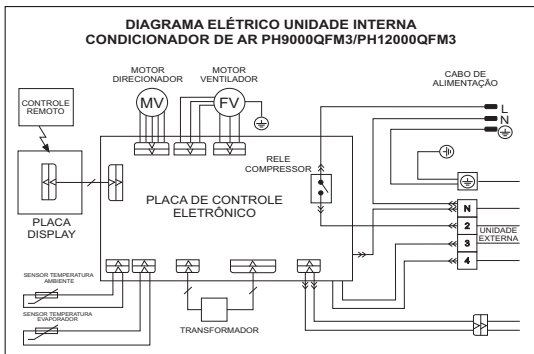 DIAGRAMA ELÉTRICO UNIDADE INTERNA
CONDICIONADOR DE AR PH9000QFM3/PH12000QFM3
MOTOR
DIRECIONADOR
MOTOR
VENTILADOR
CABO DE
ALIMENTAÇÃO
CONTROLE
REMOTO
MV
FV
L
N
RELE
COMPRESSOR
PLACA DE CONTROLE
ELETRÔNICO
PLACA
DISPLAY
N
2
3
4
UNIDADE
EXTERNA
SENSOR TEMPERATURA
AMBIENTE
SENSOR TEMPERATURA
EVAPORADOR
TRANSFORMADOR